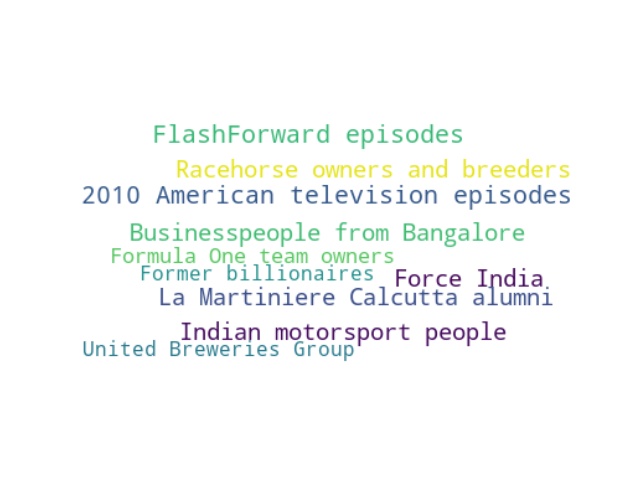 FlashForward episodes
Racehorse owners and breeders
2010 American television episodes
Businesspeople from Bangalore
Formula One team owners
Former billionaires
Force India
La Martiniere Calcutta alumni
Indian motorsport people
United Breweries Group